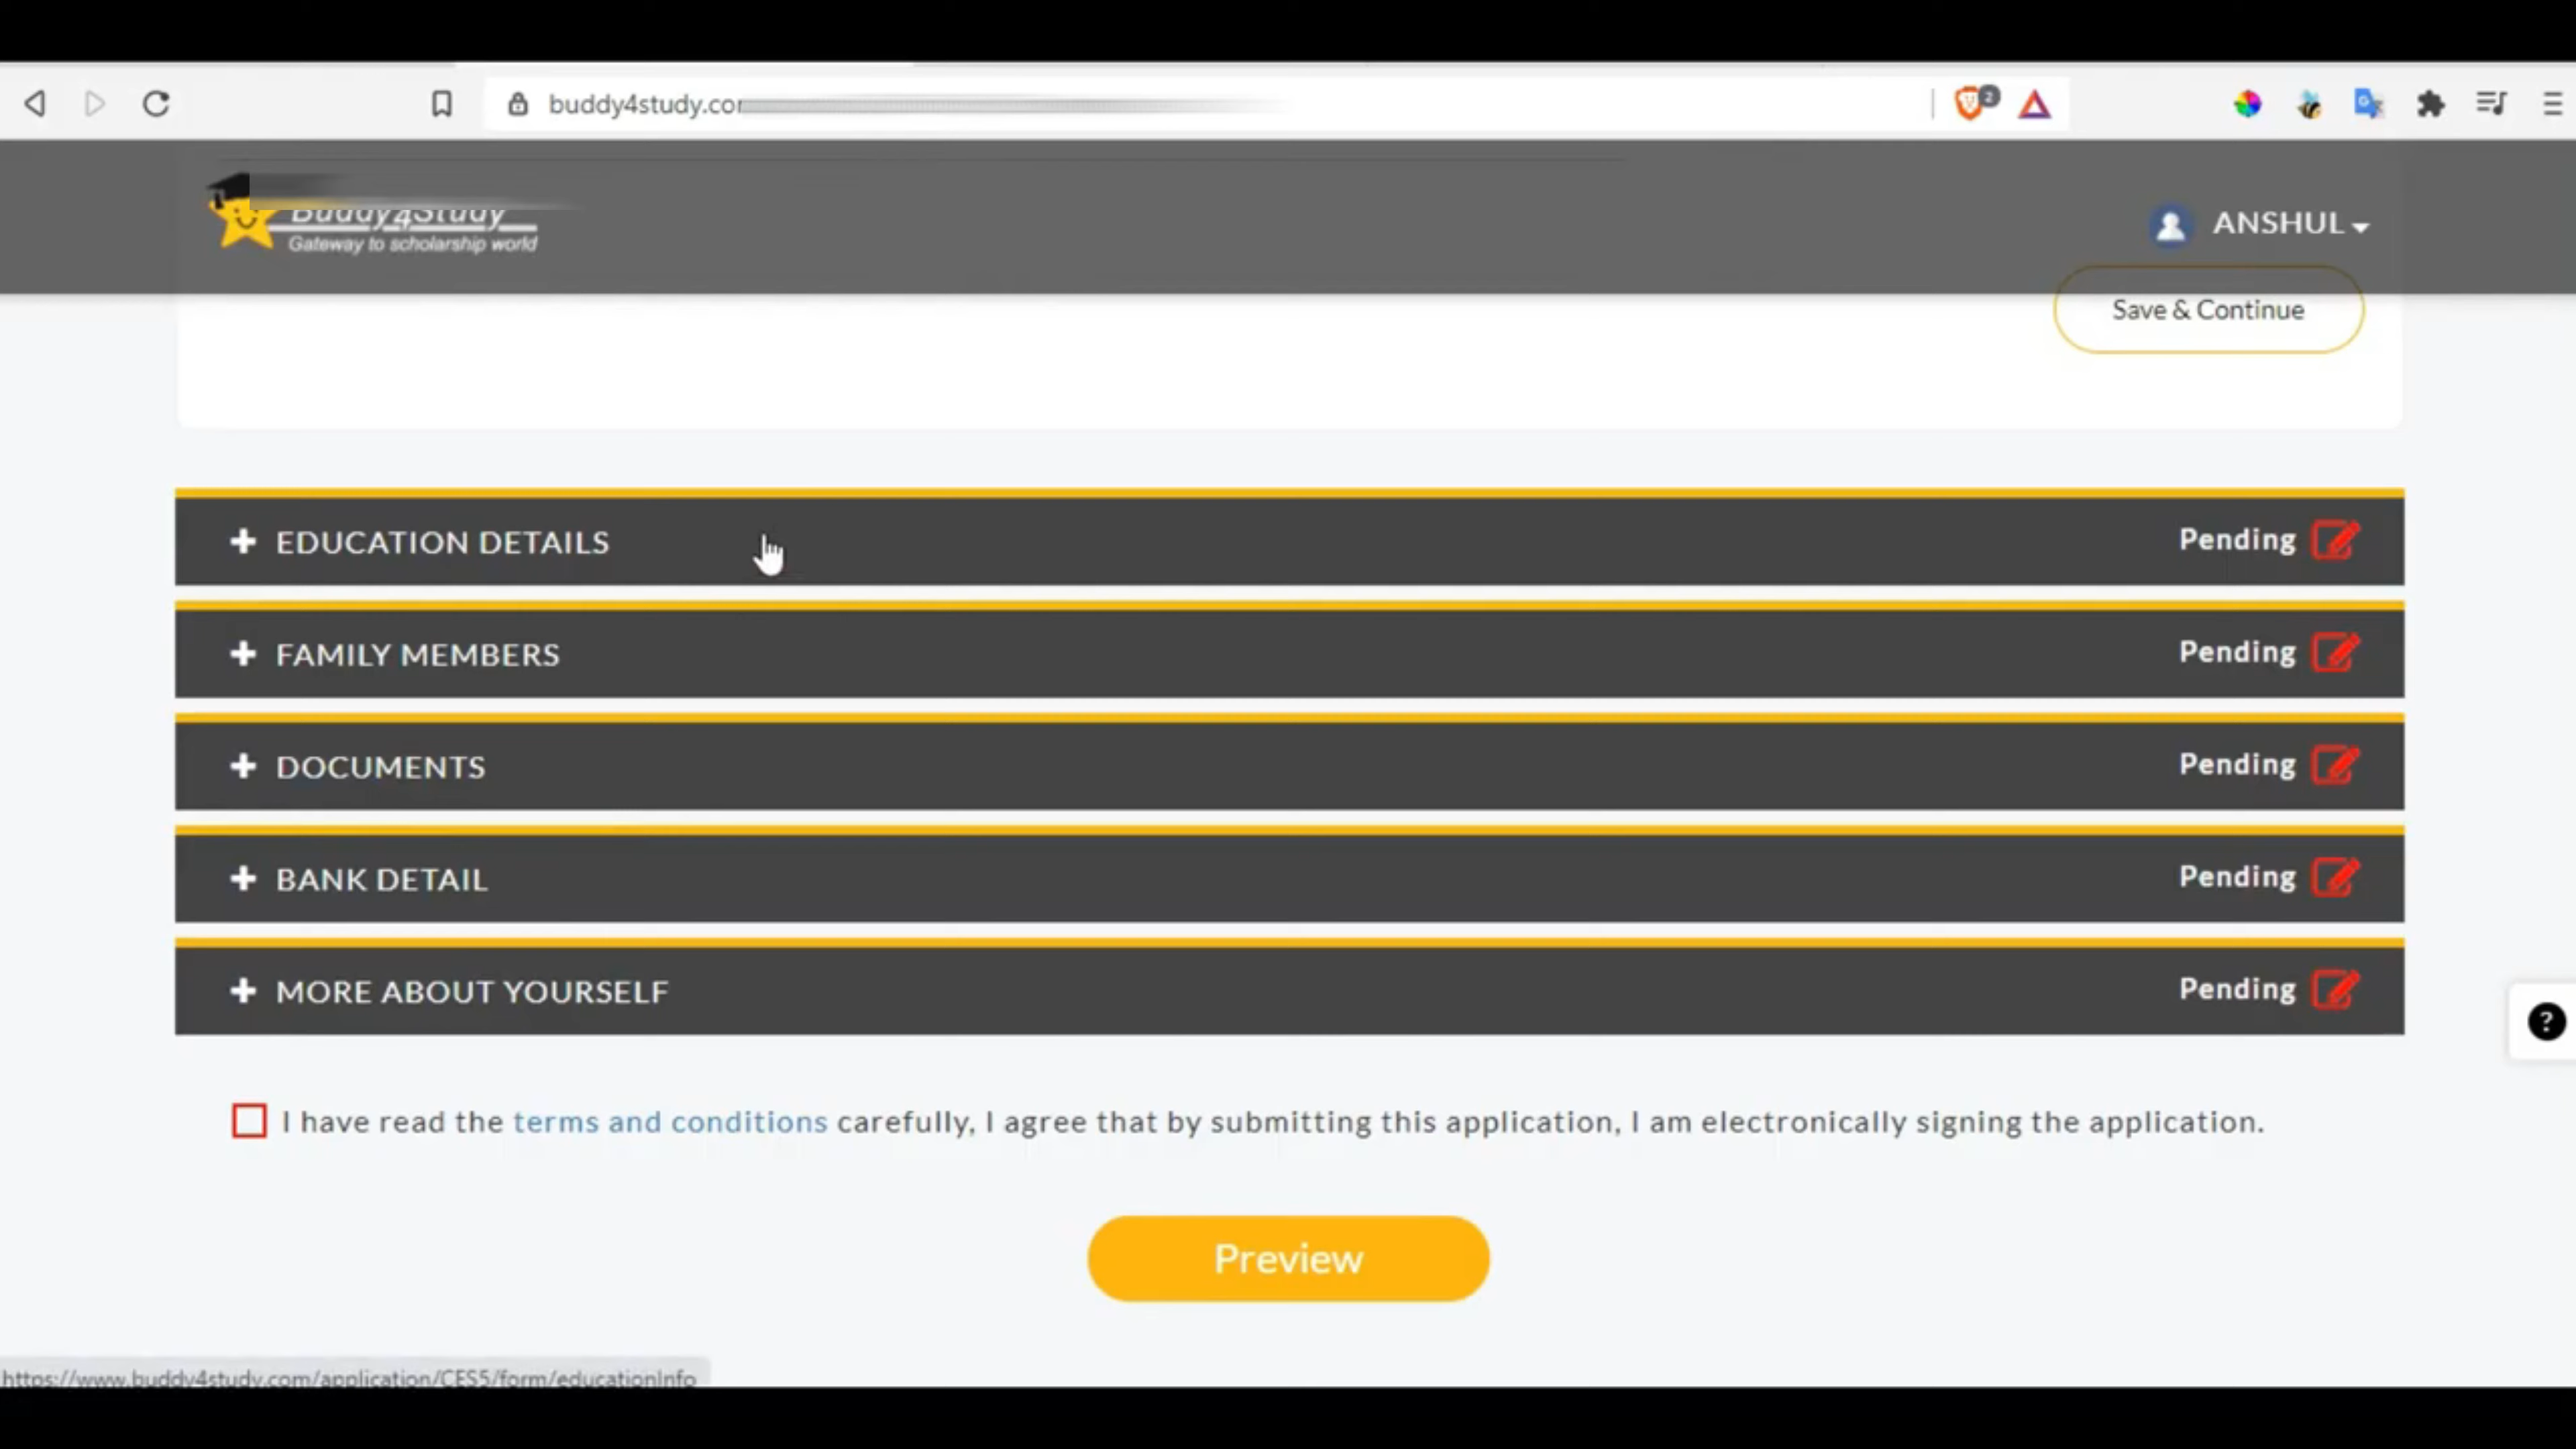 buddy4study.co
2
Buddy4Study
Gateway to scholarship world
ANSHUL
Save & Continue
EDUCATION DETAILS Pending
FAMILY MEMBERS Pending
DOCUMENTS Pending
BANK DETAIL Pending
MORE ABOUT YOURSELF Pending
?
I have read the terms and conditions carefully, I agree that by submitting this application, I am electronically signing the application.
Preview
https://www.buddy4study.com/application/CES5/form/educationInfo